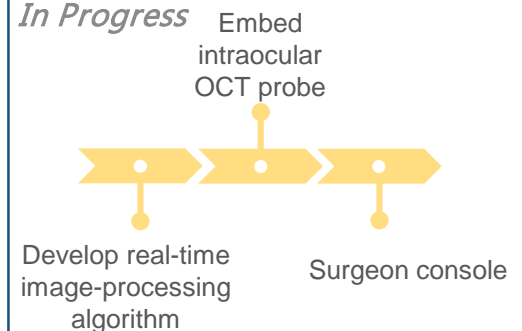 In Progress
Embed
intraocular
OCT probe
Develop real-time
image-processing
algorithm
Surgeon console